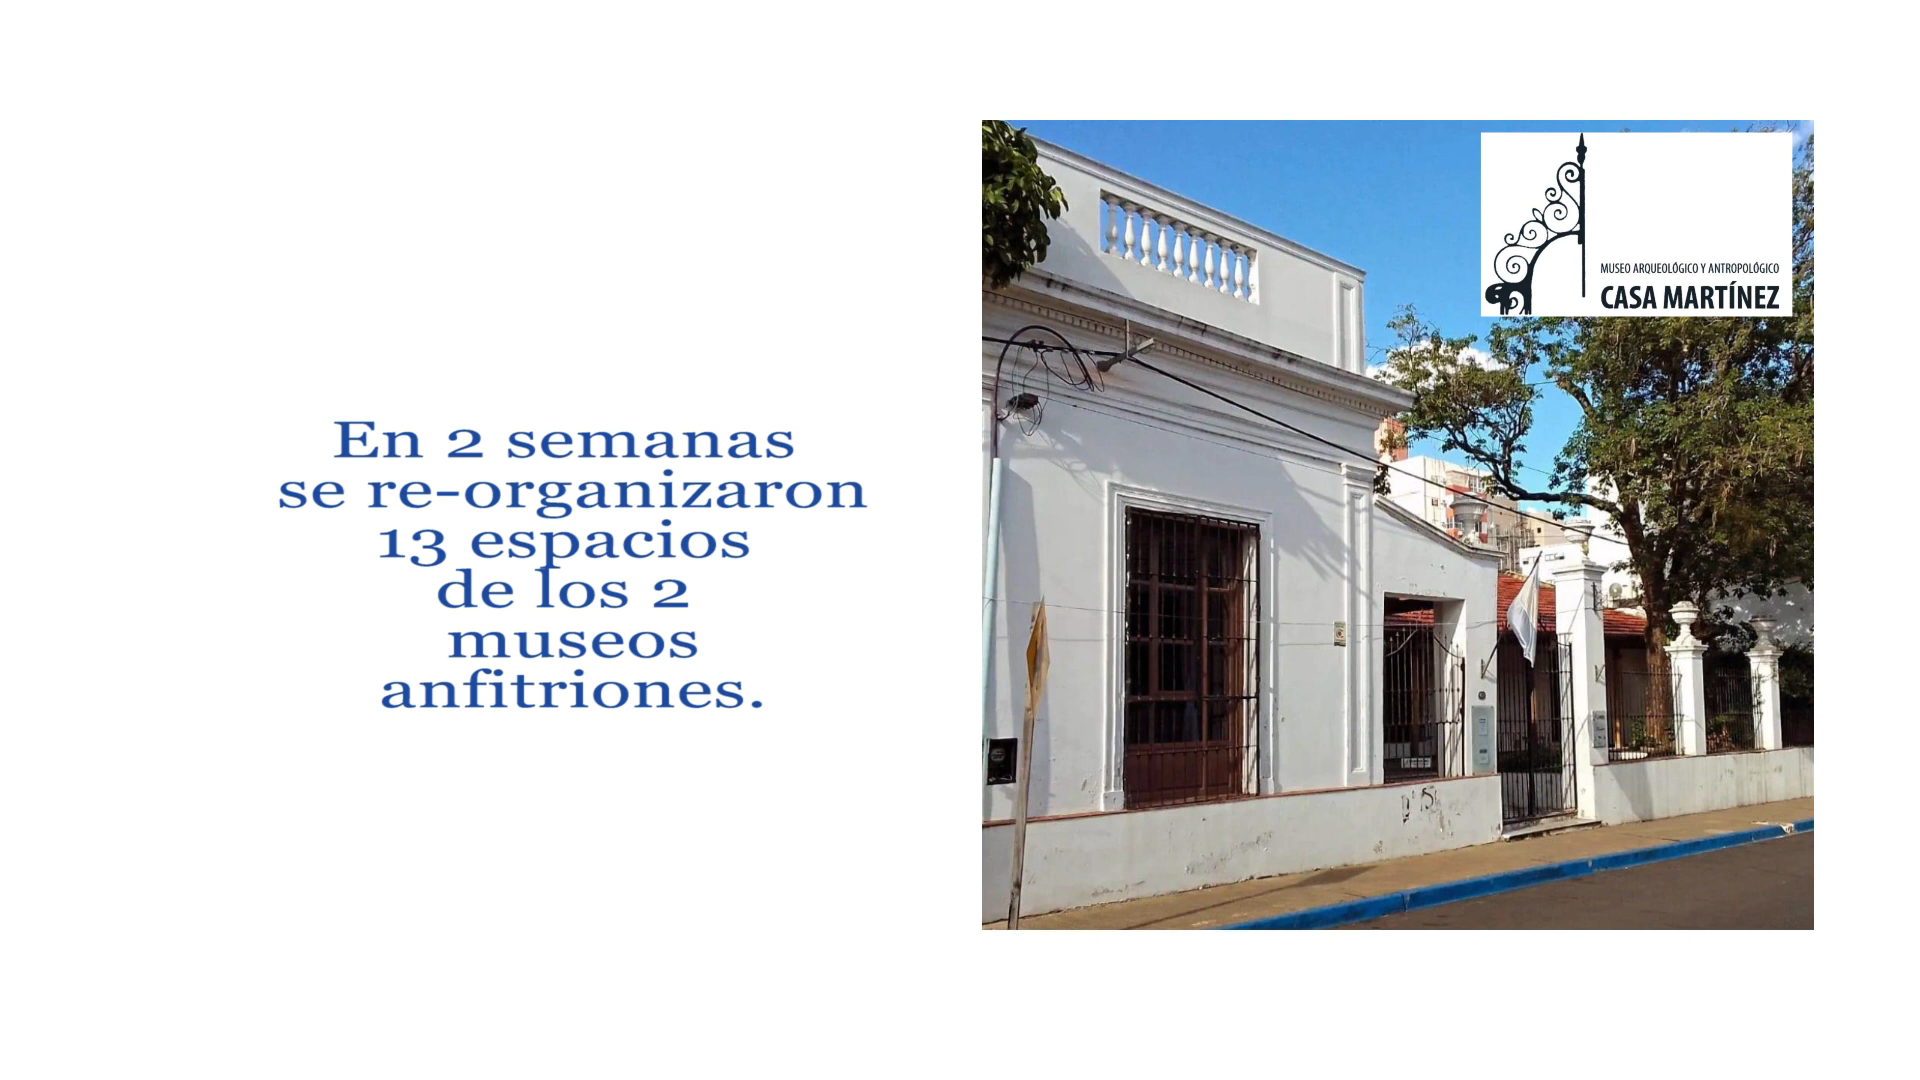 En 2 semanas
se re-organizaron
13 espacios
de los 2
museos
anfitriones.
MUSEO ARQUEOLÓGICO Y ANTROPOLÓGICO
CASA MARTÍNEZ